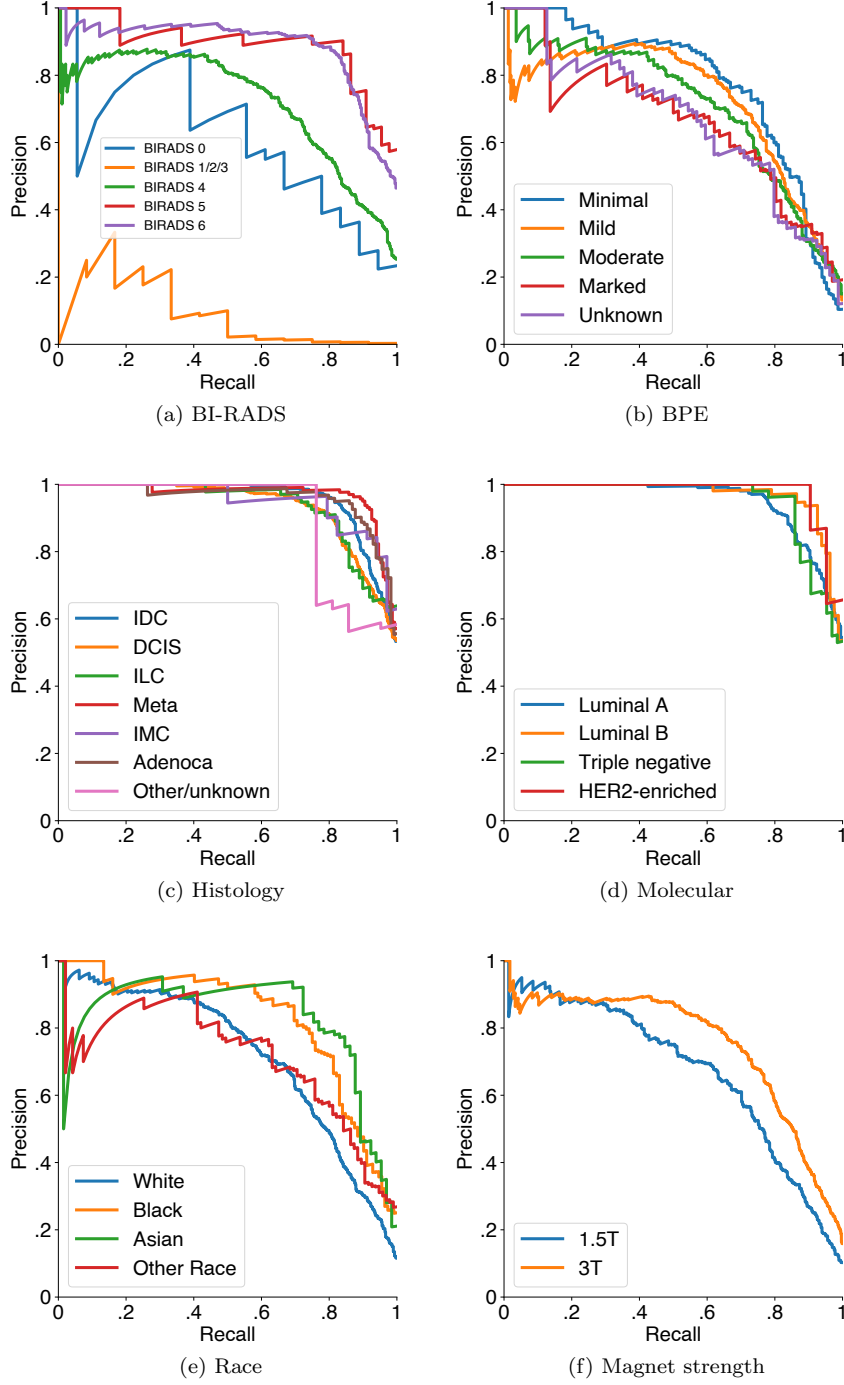 1
.8
.6
.4
.2
0
Precision
BIRADS 0
BIRADS 1/2/3
BIRADS 4
BIRADS 5
BIRADS 6
0 .2 .4 .6 .8 1
Recall
(a) BI-RADS
1
.8
.6
.4
.2
0
Precision
Minimal
Mild
Moderate
Marked
Unknown
0 .2 .4 .6 .8 1
Recall
(b) BPE
1
.8
.6
.4
.2
0
Precision
IDC
DCIS
ILC
Meta
IMC
Adenoca
Other/unknown
0 .2 .4 .6 .8 1
Recall
(c) Histology
1
.8
.6
.4
.2
0
Precision
Luminal A
Luminal B
Triple negative
HER2-enriched
0 .2 .4 .6 .8 1
Recall
(d) Molecular
1
.8
.6
.4
.2
0
Precision
White
Black
Asian
Other Race
0 .2 .4 .6 .8 1
Recall
(e) Race
1
.8
.6
.4
.2
0
Precision
1.5T
3T
0 .2 .4 .6 .8 1
Recall
(f) Magnet strength